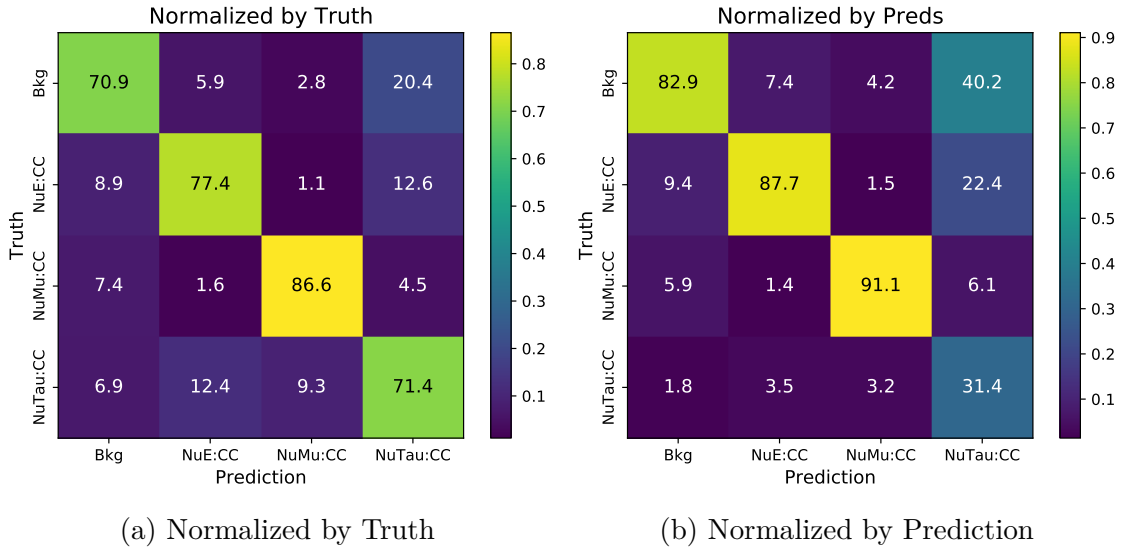 Normalized by Truth
Truth
Bkg 70.9 5.9 2.8 20.4
NuE:CC 8.9 77.4 1.1 12.6
NuMu:CC 7.4 1.6 86.6 4.5
NuTau:CC 6.9 12.4 9.3 71.4
Bkg NuE:CC NuMu:CC NuTau:CC
Prediction
0.8
0.7
0.6
0.5
0.4
0.3
0.2
0.1
(a) Normalized by Truth
Normalized by Preds
Truth
Bkg 82.9 7.4 4.2 40.2
NuE:CC 9.4 87.7 1.5 22.4
NuMu:CC 5.9 1.4 91.1 6.1
NuTau:CC 1.8 3.5 3.2 31.4
Bkg NuE:CC NuMu:CC NuTau:CC
Prediction
0.9
0.8
0.7
0.6
0.5
0.4
0.3
0.2
0.1
(b) Normalized by Prediction